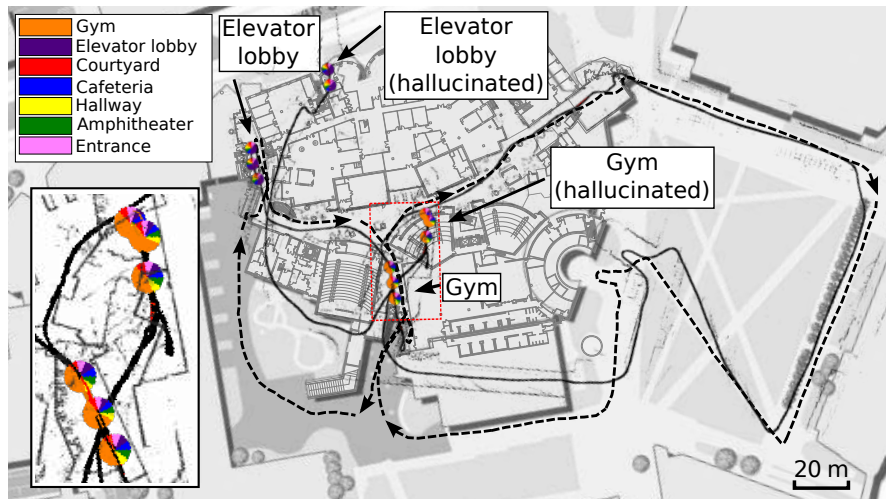 Gym
Elevator lobby
Courtyard
Cafeteria
Hallway
Amphitheater
Entrance
Elevator
lobby
Elevator
lobby
(hallucinated)
Gym
(hallucinated)
Gym
20 m